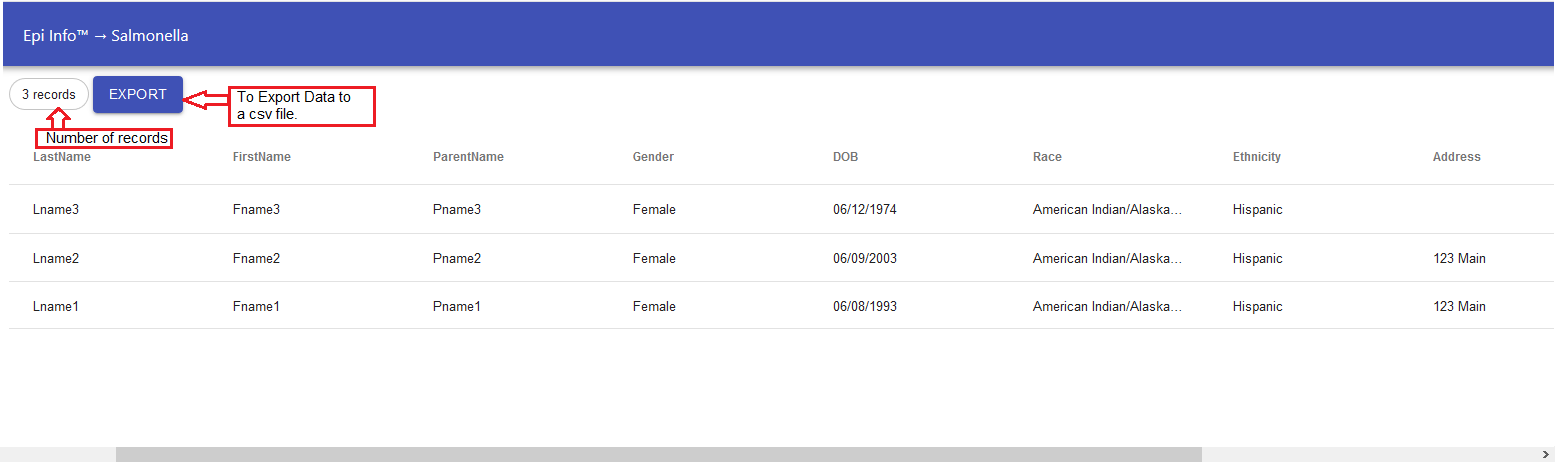 Epi Info™ → Salmonella
3 records
EXPORT
To Export Data to
a csv file.
Number of records
LastName FirstName ParentName Gender DOB Race Ethnicity Address
Lname3 Fname3 Pname3 Female 06/12/1974 American Indian/Alaska... Hispanic
Lname2 Fname2 Pname2 Female 06/09/2003 American Indian/Alaska... Hispanic 123 Main
Lname1 Fname1 Pname1 Female 06/08/1993 American Indian/Alaska... Hispanic 123 Main